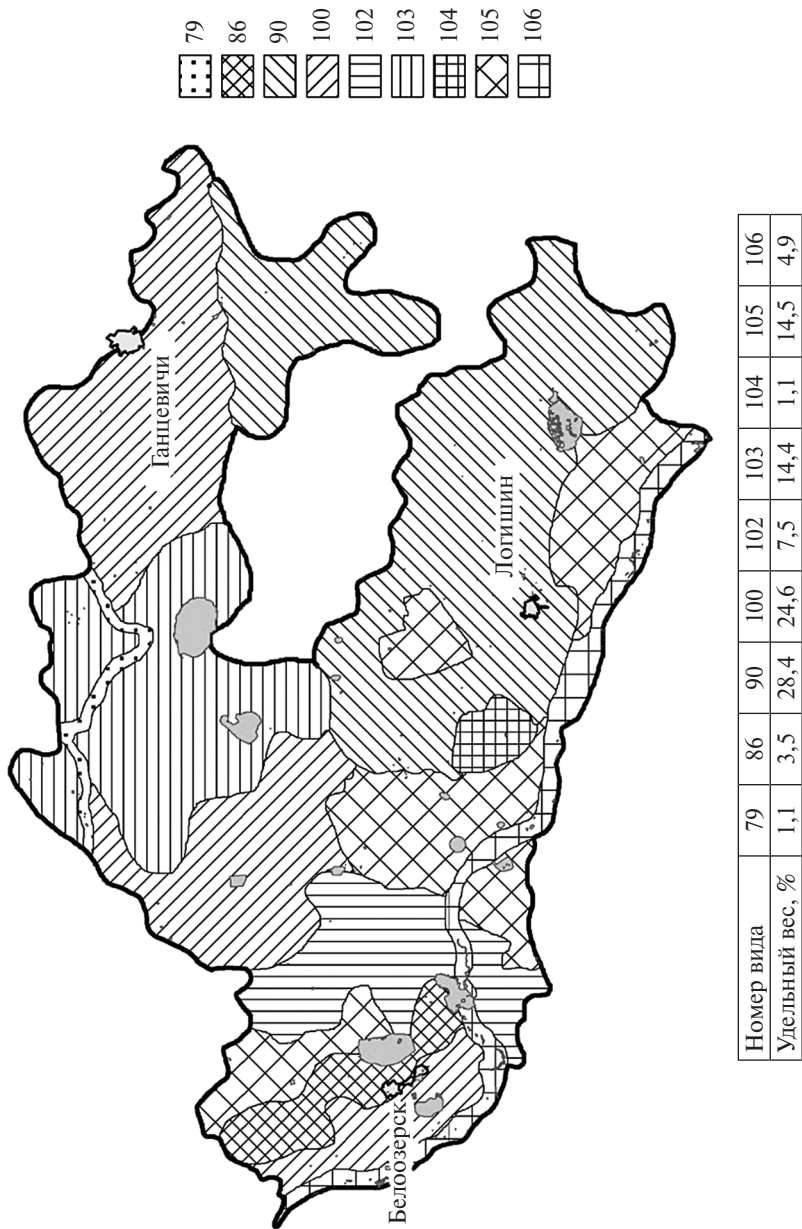 79
86
90
100
102
103
104
105
106
Ганцевичи
Логишин
Белоозерск
Номер вида 79 86 90 100 102 103 104 105 106
Удельный вес, % 1,1 3,5 28,4 24,6 7,5 14,4 1,1 14,5 4,9